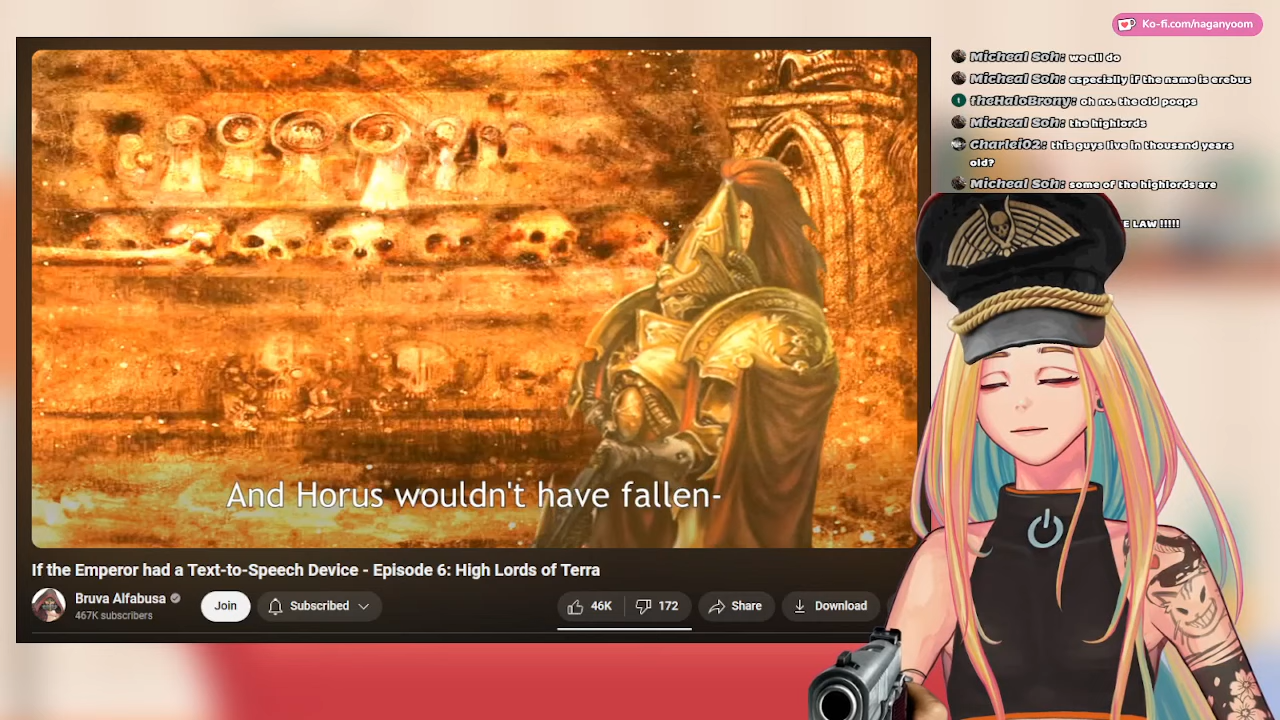 Ko-fi.com/naganyoom
Micheal Soh: we all do
Micheal Soh: especially if the name is erebus
theHaloBrony: oh no. the old poops
Micheal Soh: the highlords
Charlei02: this guys live in thousand years
old?
Micheal Soh: some of the highlords are
E LAW !!!!!
And Horus wouldn't have fallen-
If the Emperor had a Text-to-Speech Device - Episode 6: High Lords of Terra
Bruva Alfabusa
467K subscribers
Join
Subscribed
46K
172
Share
Download